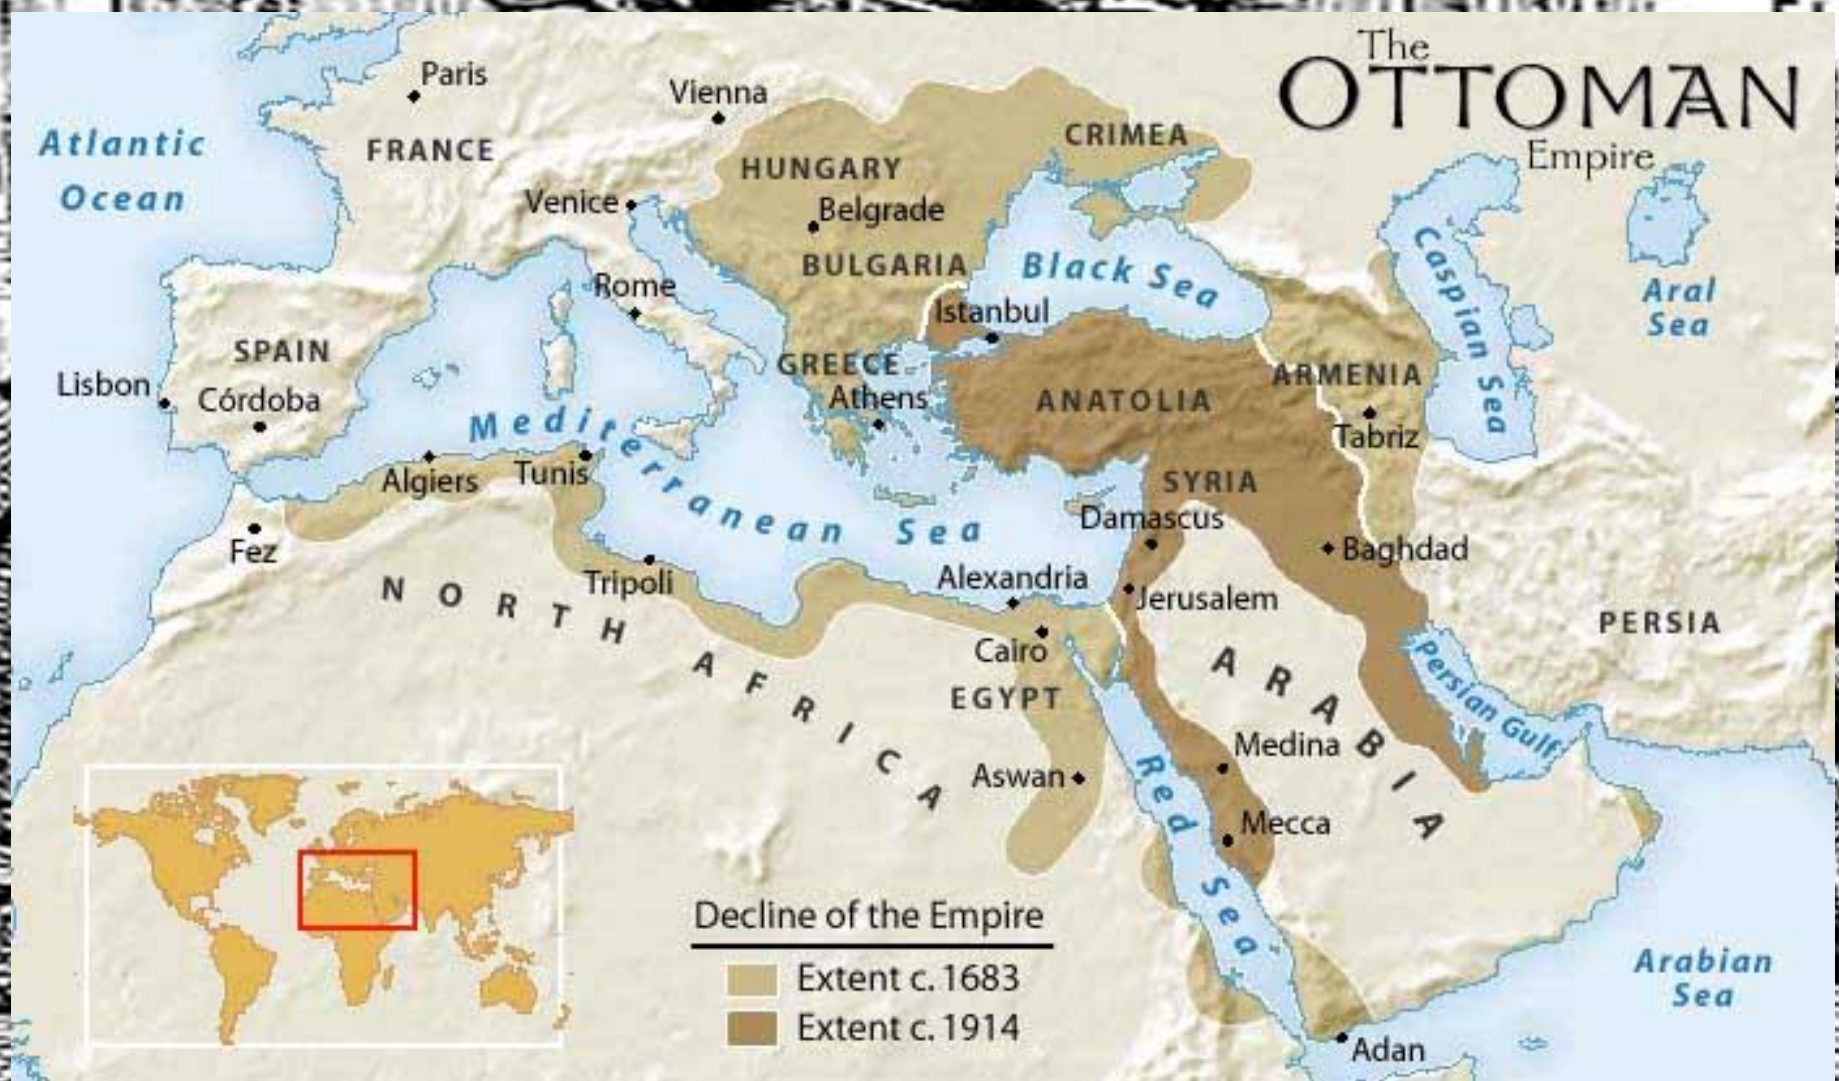 The
OTTOMAN
Empire
Paris
Vienna
Atlantic
Ocean
FRANCE
CRIMEA
HUNGARY
Venice
Belgrade
BULGARIA
Black Sea
Caspian Sea
Aral
Sea
Rome
Istanbul
SPAIN
GREECE
ARMENIA
Lisbon
Córdoba
Athens
ANATOLIA
Mediterranean Sea
Tabriz
Algiers
Tunis
SYRIA
Damascus
Fez
Baghdad
Tripoli
Alexandria
Jerusalem
NORTH AFRICA
PERSIA
Cairo
ARABIA
Persian Gulf
EGYPT
Medina
Aswan
Red Sea
Mecca
Decline of the Empire
Extent c. 1683
Extent c. 1914
Arabian
Sea
Adan